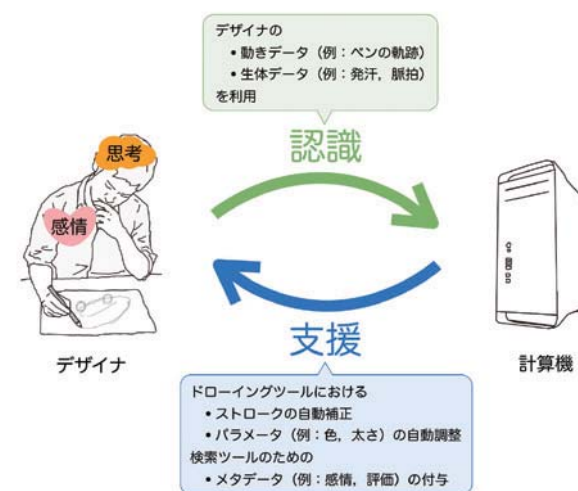 デザイナの
• 動きデータ（例：ペンの軌跡）
• 生体データ（例：発汗，脈拍）
を利用
認識
思考
感情
デザイナ
計算機
支援
ドローイングツールにおける
• ストロークの自動補正
• パラメータ（例：色，太さ）の自動調整
検索ツールのための
• メタデータ（例：感情，評価）の付与